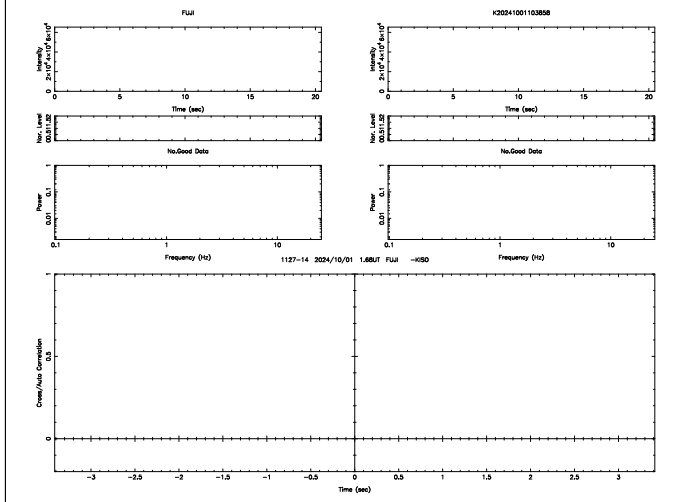 FUJI
K20241001103858
Intensity
0 2×10⁴ 4×10⁴ 6×10⁴
0 5 10 15 20
Time (sec)
Intensity
0 2×10⁴ 4×10⁴ 6×10⁴
0 5 10 15 20
Time (sec)
Nor. Level
00.511.52
Nor. Level
00.511.52
No.Good Data
No.Good Data
Power
0.01 0.1 1
0.1 1 10
Frequency (Hz)
Power
0.01 0.1 1
0.1 1 10
Frequency (Hz)
1127-14 2024/10/01 1.68UT FUJI -KISO
Cross/Auto Correlation
0 0.5 1
-3 -2.5 -2 -1.5 -1 -0.5 0 0.5 1 1.5 2 2.5 3
Time (sec)